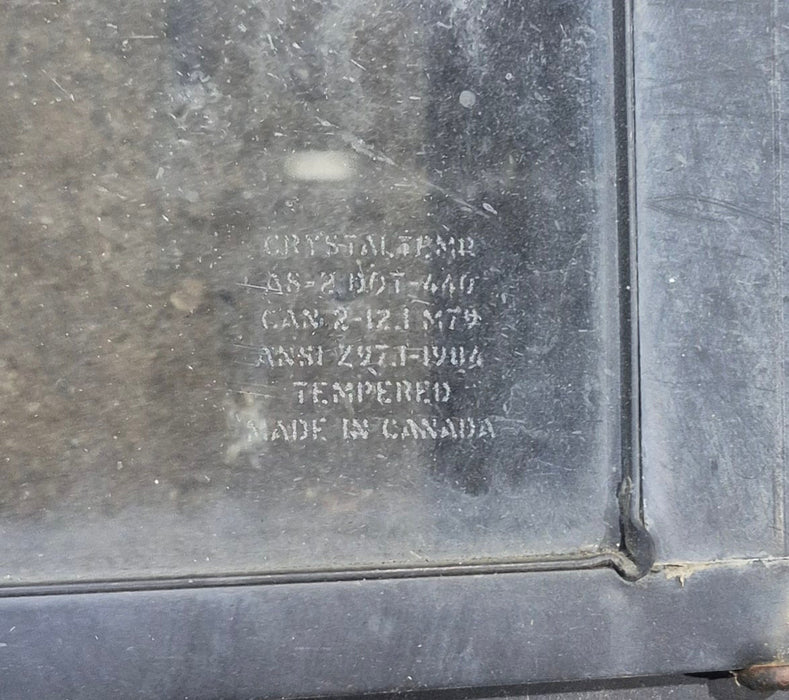 CRYSTALTEMP
AS-2 DOT-440
CAN 2-12.1 M79
ANSI Z97.1-1984
TEMPERED
MADE IN CANADA